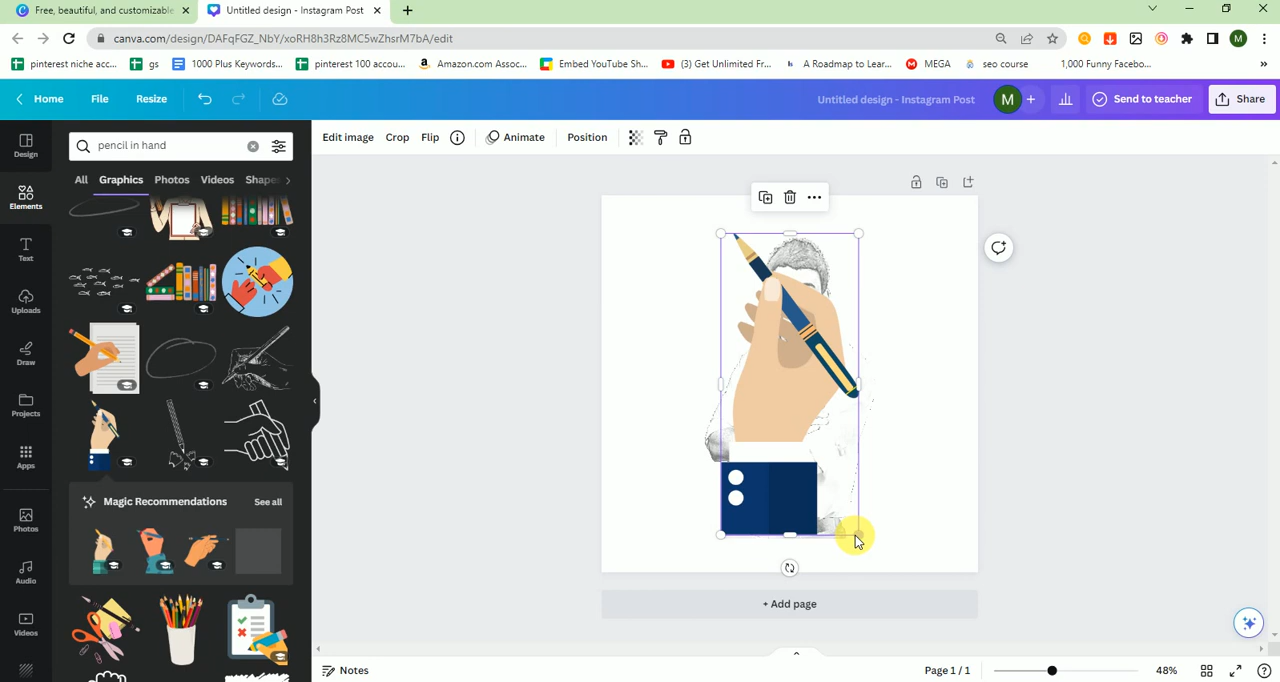 Free, beautiful, and customizable
Untitled design - Instagram Post
canva.com/design/DAFqFGZ_NbY/xoRH8h3Rz8MC5wZhsrM7bA/edit
M
pinterest niche acc...
gs
1000 Plus Keywords...
pinterest 100 accou...
Amazon.com Assoc...
Embed YouTube Sh...
(3) Get Unlimited Fr...
A Roadmap to Lear...
MEGA
seo course
1,000 Funny Facebo...
Home
File
Resize
Untitled design - Instagram Post
M
Send to teacher
Share
Design
Elements
Text
Uploads
Draw
Projects
Apps
Photos
Audio
Videos
pencil in hand
All
Graphics
Photos
Videos
Shape
Magic Recommendations
See all
Edit image
Crop
Flip
Animate
Position
+ Add page
Notes
Page 1 / 1
48%